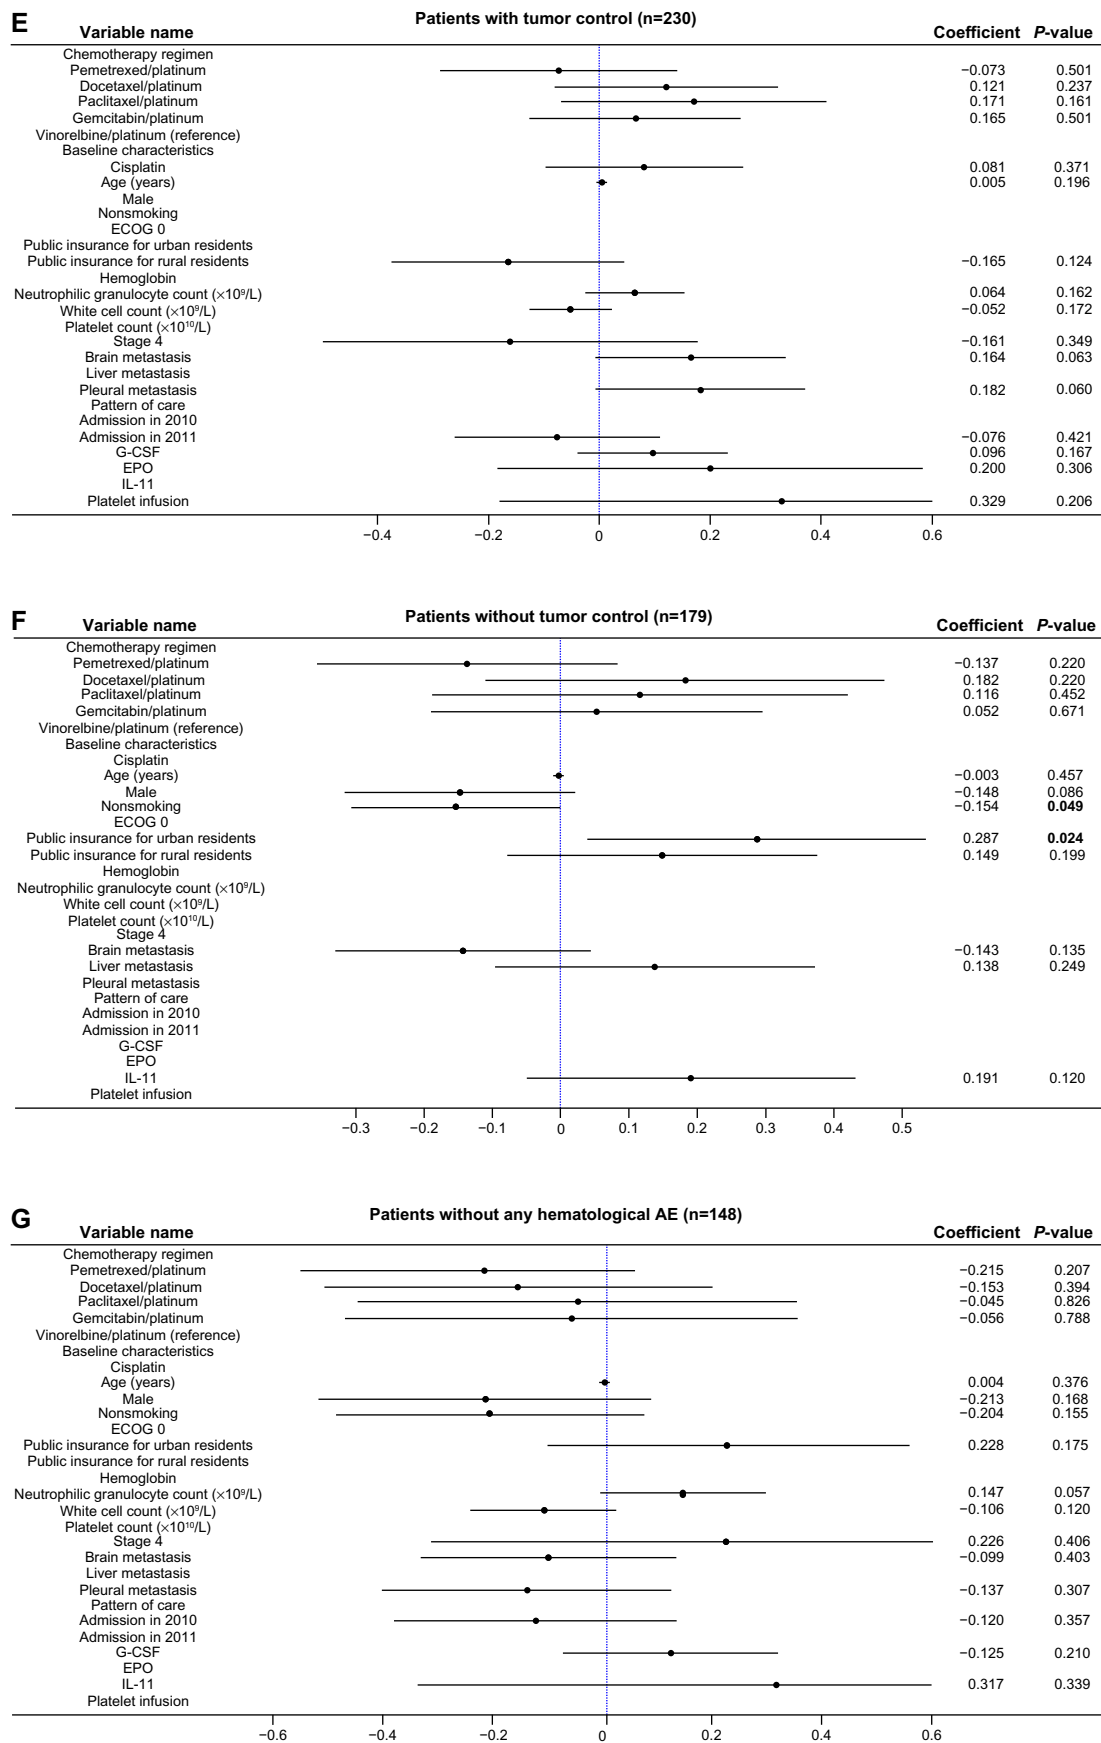 E
Patients with tumor control (n=230)
Variable name Coefficient P-value
Chemotherapy regimen
Pemetrexed/platinum −0.073 0.501
Docetaxel/platinum 0.121 0.237
Paclitaxel/platinum 0.171 0.161
Gemcitabin/platinum 0.165 0.501
Vinorelbine/platinum (reference)
Baseline characteristics
Cisplatin 0.081 0.371
Age (years) 0.005 0.196
Male
Nonsmoking
ECOG 0
Public insurance for urban residents
Public insurance for rural residents −0.165 0.124
Hemoglobin
Neutrophilic granulocyte count (×10⁹/L) 0.064 0.162
White cell count (×10⁹/L) −0.052 0.172
Platelet count (×10¹⁰/L)
Stage 4 −0.161 0.349
Brain metastasis 0.164 0.063
Liver metastasis
Pleural metastasis 0.182 0.060
Pattern of care
Admission in 2010
Admission in 2011 −0.076 0.421
G-CSF 0.096 0.167
EPO 0.200 0.306
IL-11
Platelet infusion 0.329 0.206
−0.4 −0.2 0 0.2 0.4 0.6
F
Patients without tumor control (n=179)
Variable name Coefficient P-value
Chemotherapy regimen
Pemetrexed/platinum −0.137 0.220
Docetaxel/platinum 0.182 0.220
Paclitaxel/platinum 0.116 0.452
Gemcitabin/platinum 0.052 0.671
Vinorelbine/platinum (reference)
Baseline characteristics
Cisplatin
Age (years) −0.003 0.457
Male −0.148 0.086
Nonsmoking −0.154 0.049
ECOG 0
Public insurance for urban residents 0.287 0.024
Public insurance for rural residents 0.149 0.199
Hemoglobin
Neutrophilic granulocyte count (×10⁹/L)
White cell count (×10⁹/L)
Platelet count (×10¹⁰/L)
Stage 4
Brain metastasis −0.143 0.135
Liver metastasis 0.138 0.249
Pleural metastasis
Pattern of care
Admission in 2010
Admission in 2011
G-CSF
EPO
IL-11 0.191 0.120
Platelet infusion
−0.3 −0.2 −0.1 0 0.1 0.2 0.3 0.4 0.5
G
Patients without any hematological AE (n=148)
Variable name Coefficient P-value
Chemotherapy regimen
Pemetrexed/platinum −0.215 0.207
Docetaxel/platinum −0.153 0.394
Paclitaxel/platinum −0.045 0.826
Gemcitabin/platinum −0.056 0.788
Vinorelbine/platinum (reference)
Baseline characteristics
Cisplatin
Age (years) 0.004 0.376
Male −0.213 0.168
Nonsmoking −0.204 0.155
ECOG 0
Public insurance for urban residents 0.228 0.175
Public insurance for rural residents
Hemoglobin
Neutrophilic granulocyte count (×10⁹/L) 0.147 0.057
White cell count (×10⁹/L) −0.106 0.120
Platelet count (×10¹⁰/L)
Stage 4 0.226 0.406
Brain metastasis −0.099 0.403
Liver metastasis
Pleural metastasis −0.137 0.307
Pattern of care
Admission in 2010 −0.120 0.357
Admission in 2011
G-CSF −0.125 0.210
EPO
IL-11 0.317 0.339
Platelet infusion
−0.6 −0.4 −0.2 0 0.2 0.4 0.6